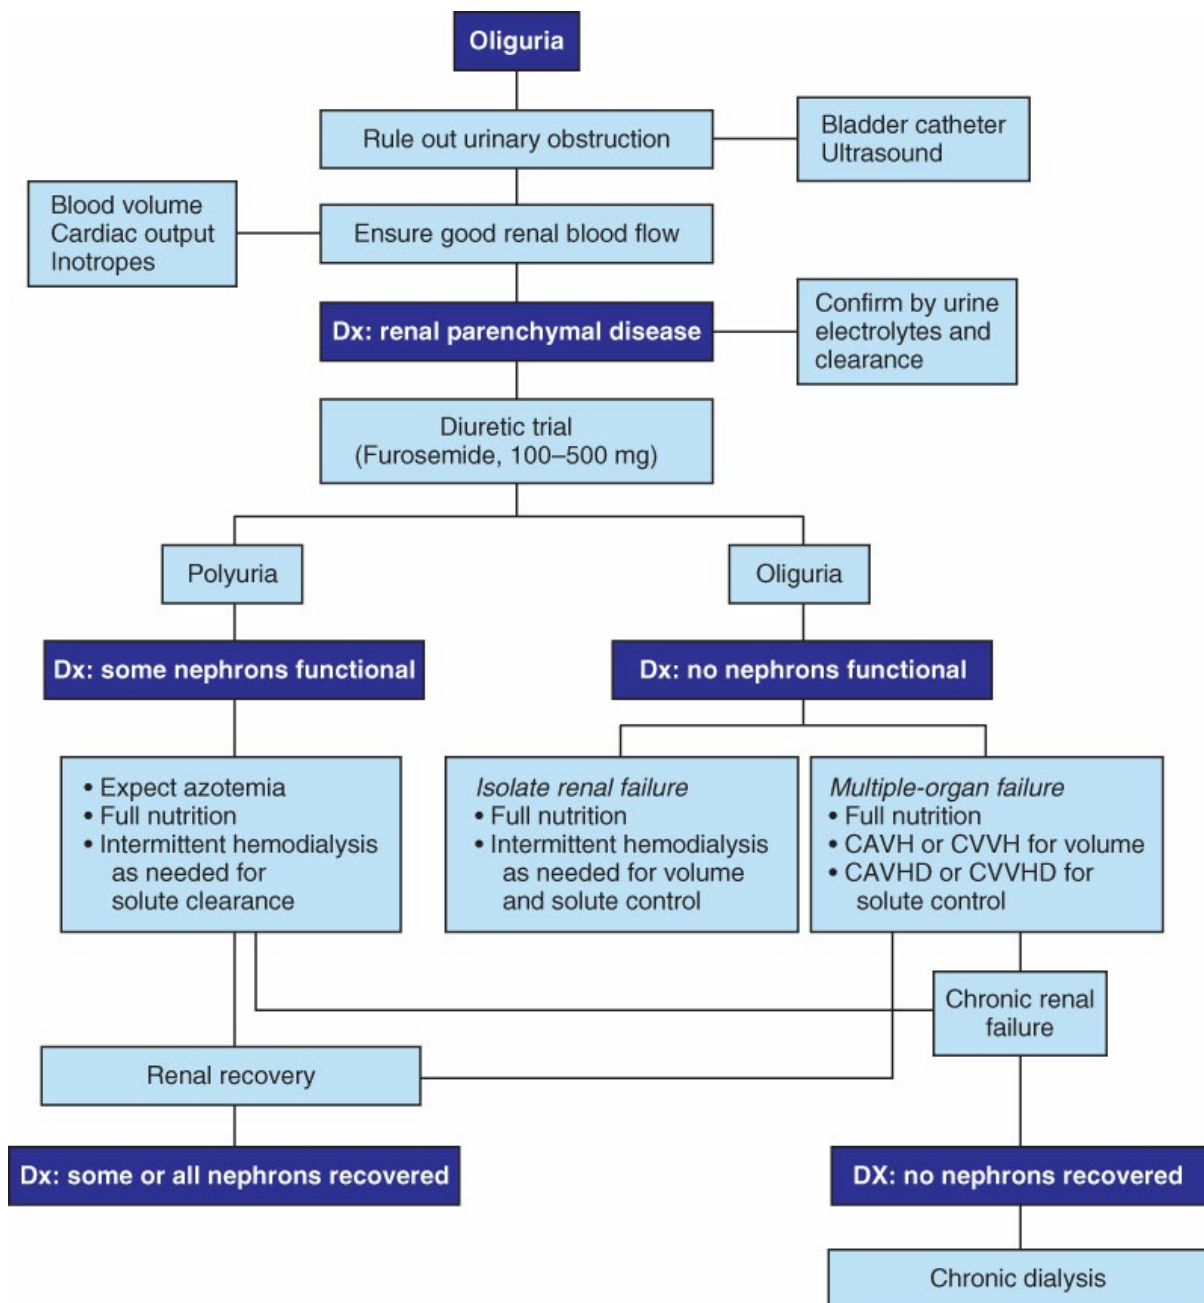 Oliguria
Rule out urinary obstruction
Bladder catheter
Ultrasound
Blood volume
Cardiac output
Inotropes
Ensure good renal blood flow
Dx: renal parenchymal disease
Confirm by urine
electrolytes and
clearance
Diuretic trial
(Furosemide, 100–500 mg)
Polyuria
Oliguria
Dx: some nephrons functional
Dx: no nephrons functional
• Expect azotemia
• Full nutrition
• Intermittent hemodialysis
as needed for
solute clearance
Isolate renal failure
• Full nutrition
• Intermittent hemodialysis
as needed for volume
and solute control
Multiple-organ failure
• Full nutrition
• CAVH or CVVH for volume
• CAVHD or CVVHD for
solute control
Chronic renal
failure
Renal recovery
Dx: some or all nephrons recovered
DX: no nephrons recovered
Chronic dialysis